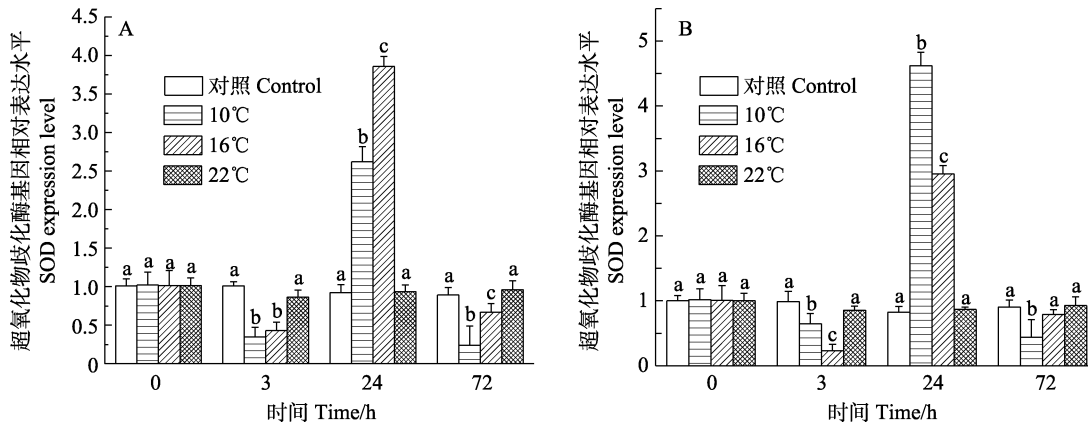 超氧化物歧化酶基因相对表达水平
SOD expression level
A
4.5
4.0
3.5
3.0
2.5
2.0
1.5
1.0
0.5
0
对照 Control
10℃
16℃
22℃
a a a a
a b b a
a b c a
a b c a
0 3 24 72
时间 Time/h
超氧化物歧化酶基因相对表达水平
SOD expression level
B
5
4
3
2
1
0
对照 Control
10℃
16℃
22℃
a a a a
a b c a
a b c a
a b a a
0 3 24 72
时间 Time/h